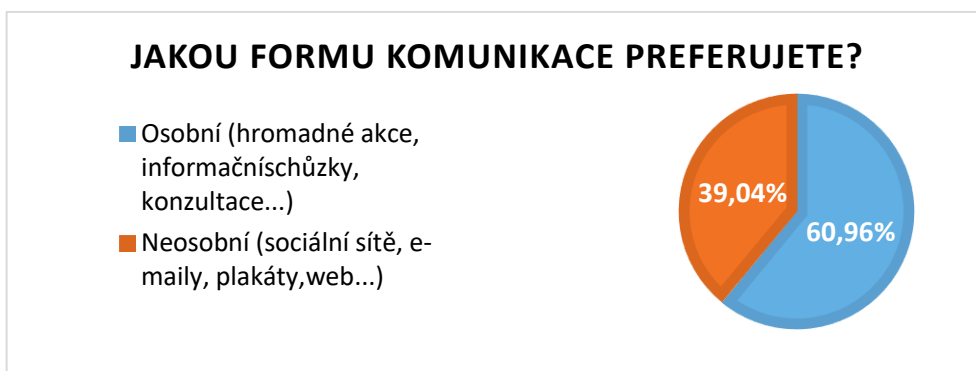 JAKOU FORMU KOMUNIKACE PREFERUJETE?
Osobní (hromadné akce,
informačníschůzky,
konzultace...)
Neosobní (sociální sítě, e-
maily, plakáty,web...)
39,04%
60,96%